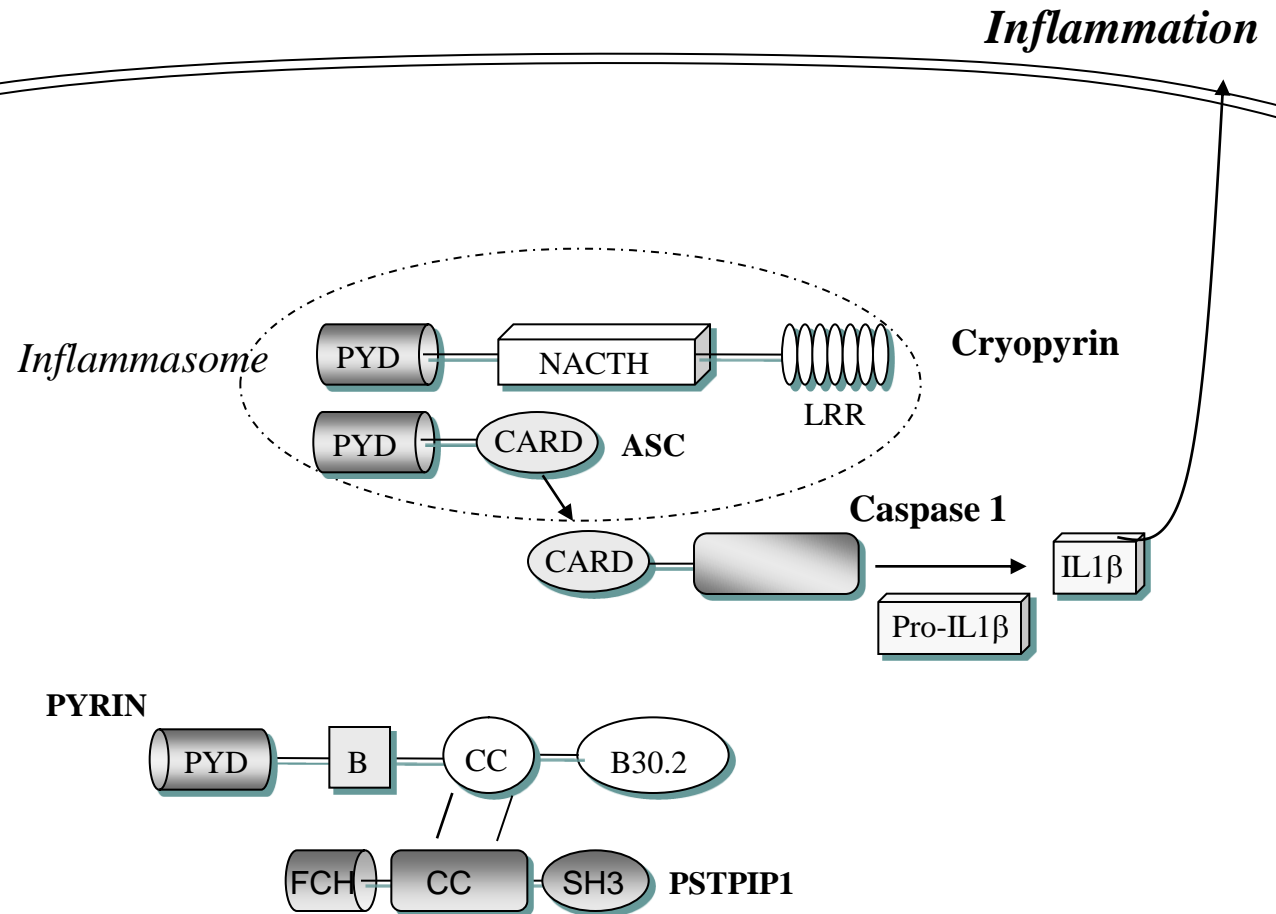 Inflammation
Inflammasome
PYD
NACTH
LRR
Cryopyrin
PYD
CARD
ASC
Caspase 1
CARD
IL1β
Pro-IL1β
PYRIN
PYD
B
CC
B30.2
FCH
CC
SH3
PSTPIP1